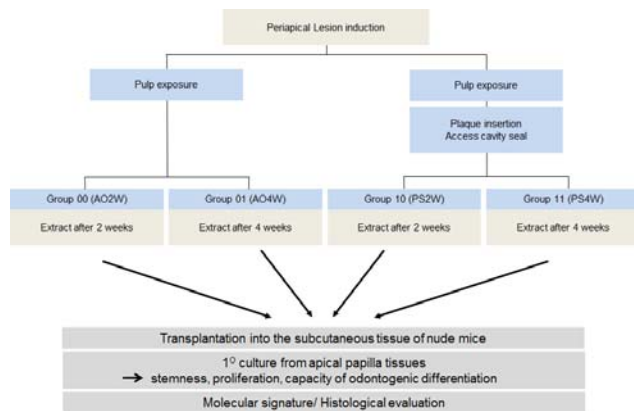 Periapical Lesion induction
Pulp exposure
Pulp exposure
Plaque insertion
Access cavity seal
Group 00 (AO2W)
Group 01 (AO4W)
Group 10 (PS2W)
Group 11 (PS4W)
Extract after 2 weeks
Extract after 4 weeks
Extract after 2 weeks
Extract after 4 weeks
Transplantation into the subcutaneous tissue of nude mice
1º culture from apical papilla tissues
→ stemness, proliferation, capacity of odontogenic differentiation
Molecular signature/ Histological evaluation